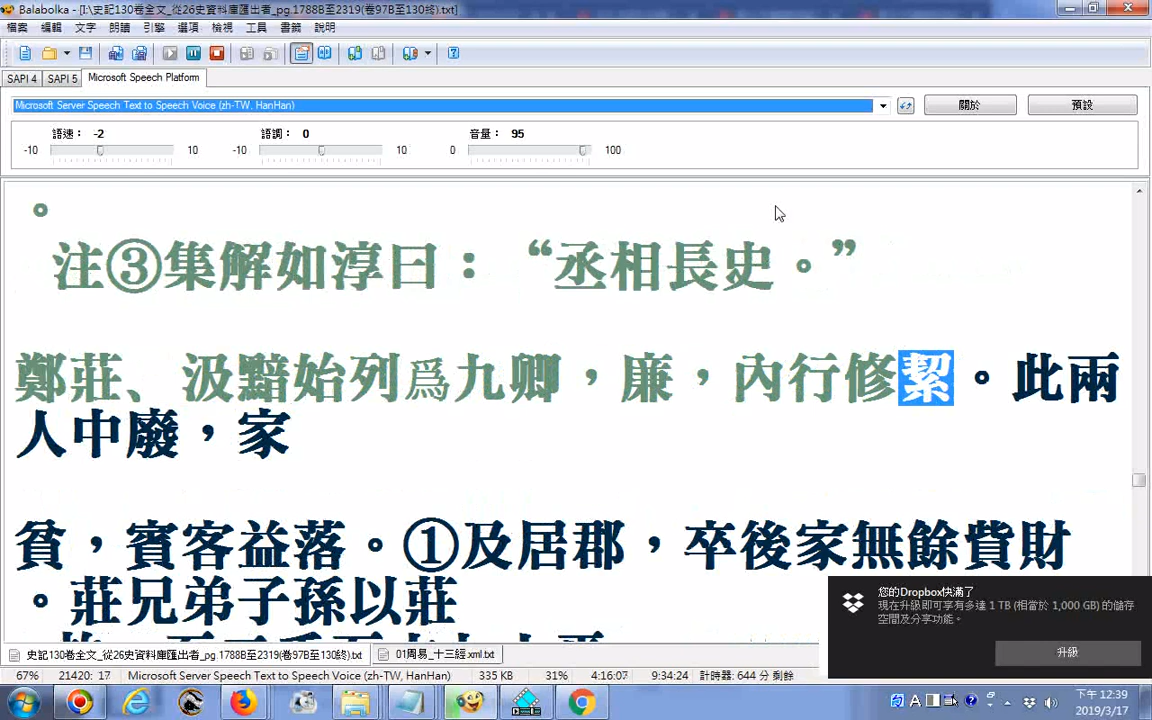 Balabolka - [I:\史記130卷全文_從26史資料庫匯出者_pg.1788B至2319(卷97B至130終).txt]
檔案 編輯 文字 朗讀 引擎 選項 檢視 工具 書籤 說明
SAPI 4 SAPI 5 Microsoft Speech Platform
Microsoft Server Speech Text to Speech Voice (zh-TW, HanHan) 關於 預設
語速： -2 語調： 0 音量： 95
-10 10 -10 10 0 100
。
注③集解如淳曰：“丞相長史。”
鄭莊、汲黯始列爲九卿，廉，內行修絜。此兩
人中廢，家
貧，賓客益落。①及居郡，卒後家無餘貲財
。莊兄弟子孫以莊
您的Dropbox快滿了
現在升級即可享有多達 1 TB (相當於 1,000 GB) 的儲存
空間及分享功能。
升級
史記130卷全文_從26史資料庫匯出者_pg.1788B至2319(卷97B至130終).txt 01周易_十三經.xml.txt
67% 21420: 17 Microsoft Server Speech Text to Speech Voice (zh-TW, HanHan) 335 KB 31% 4:16:07 9:34:24 計時器: 644 分 剩餘
下午 12:39
2019/3/17